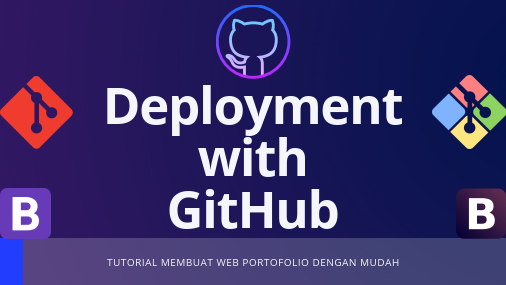 Deployment
with
GitHub
B
B
TUTORIAL MEMBUAT WEB PORTOFOLIO DENGAN MUDAH